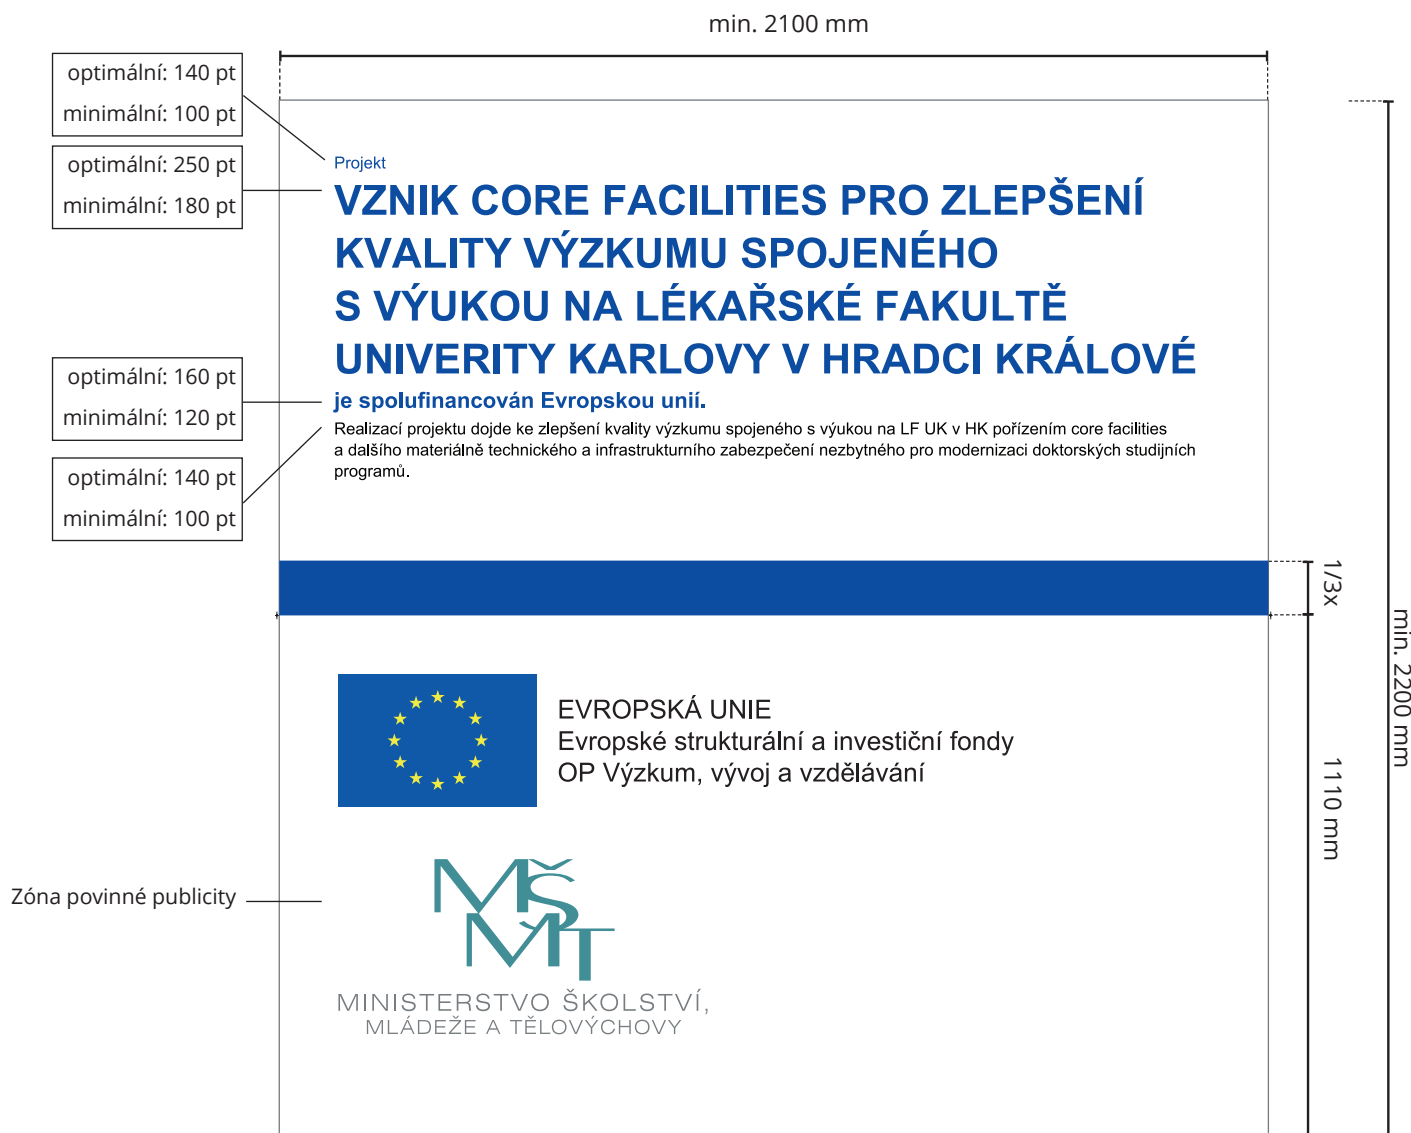 min. 2100 mm
optimální: 140 pt
minimální: 100 pt
optimální: 250 pt
minimální: 180 pt
Projekt
VZNIK CORE FACILITIES PRO ZLEPŠENÍ
KVALITY VÝZKUMU SPOJENÉHO
S VÝUKOU NA LÉKAŘSKÉ FAKULTĚ
UNIVERITY KARLOVY V HRADCI KRÁLOVÉ
optimální: 160 pt
minimální: 120 pt
je spolufinancován Evropskou unií.
Realizací projektu dojde ke zlepšení kvality výzkumu spojeného s výukou na LF UK v HK pořízením core facilities
a dalšího materiálně technického a infrastrukturního zabezpečení nezbytného pro modernizaci doktorských studijních
programů.
optimální: 140 pt
minimální: 100 pt
1/3x
min. 2200 mm
EVROPSKÁ UNIE
Evropské strukturální a investiční fondy
OP Výzkum, vývoj a vzdělávání
1110 mm
Zóna povinné publicity
MŠ
MT
MINISTERSTVO ŠKOLSTVÍ,
MLÁDEŽE A TĚLOVÝCHOVY